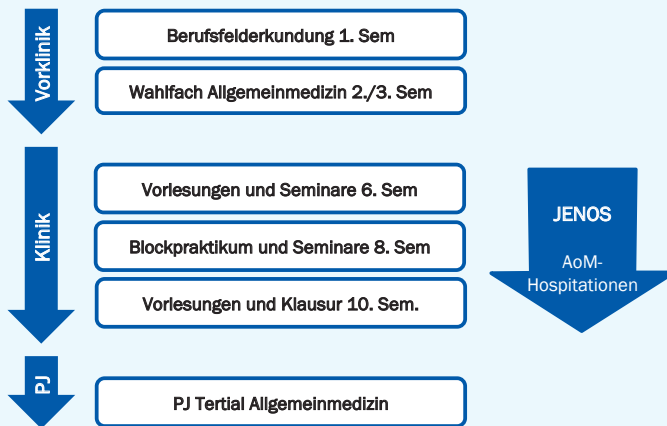 Vorklinik
Berufsfelderkundung 1. Sem
Wahlfach Allgemeinmedizin 2./3. Sem
Klinik
Vorlesungen und Seminare 6. Sem
Blockpraktikum und Seminare 8. Sem
Vorlesungen und Klausur 10. Sem.
JENOS
AoM-
Hospitationen
PJ
PJ Tertial Allgemeinmedizin